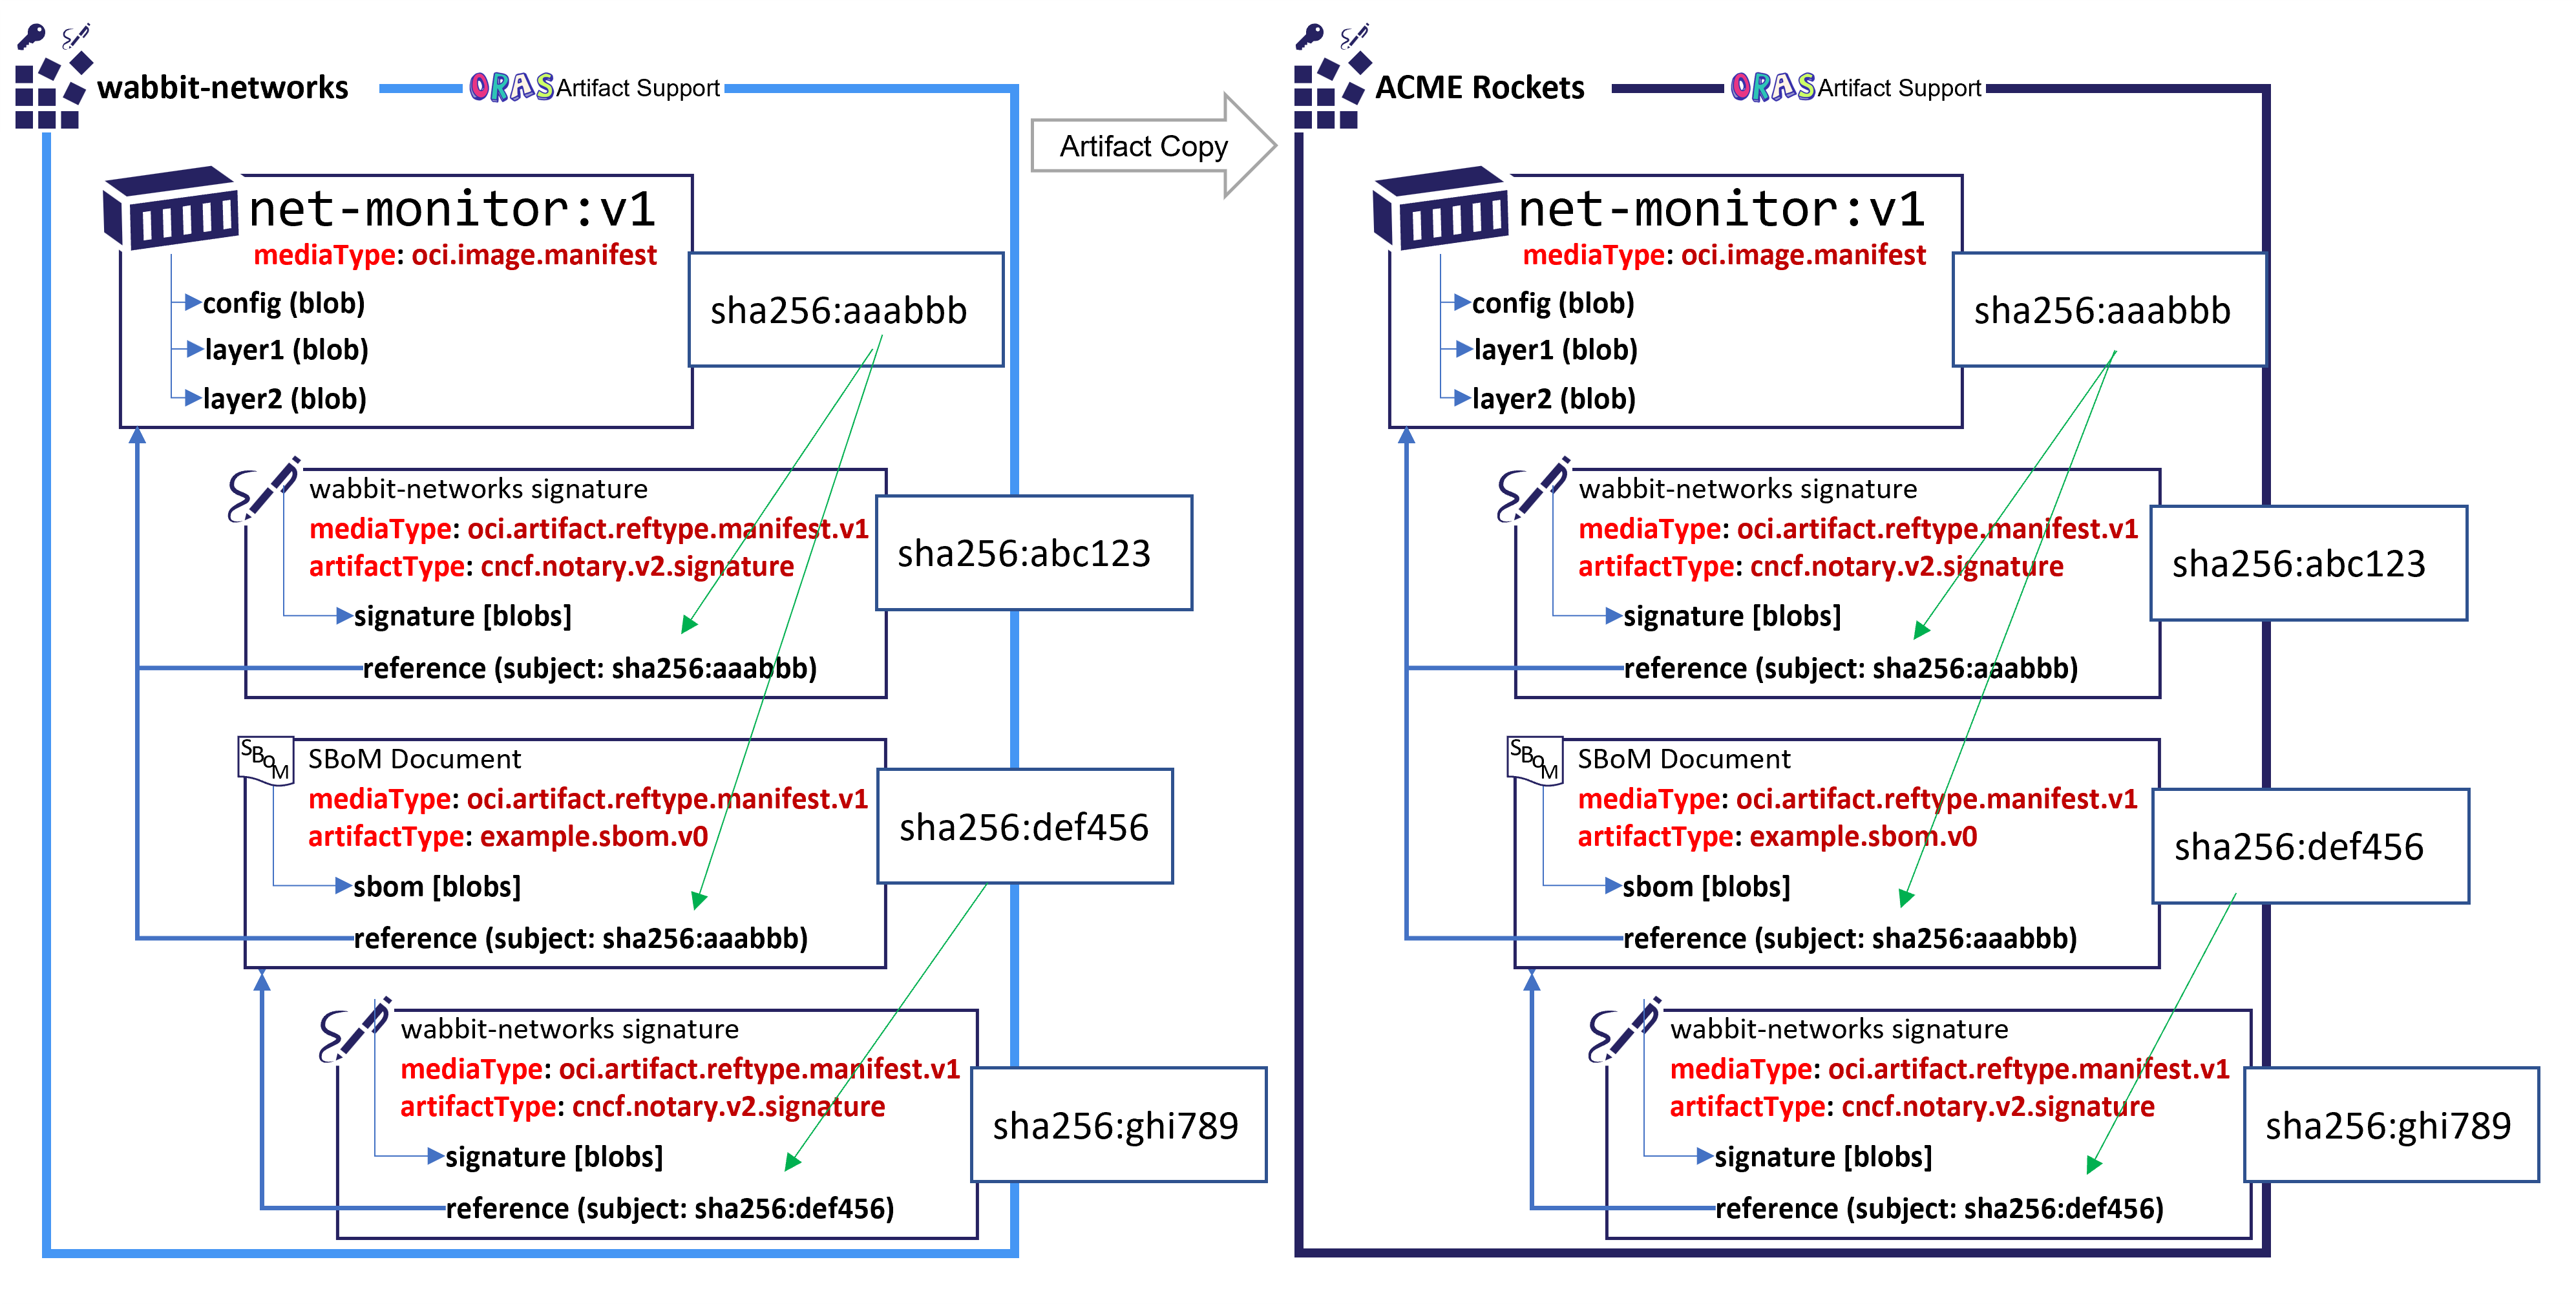 wabbit-networks
ORAS Artifact Support
net-monitor:v1
mediaType: oci.image.manifest
config (blob)
layer1 (blob)
layer2 (blob)
sha256:aaabbb
wabbit-networks signature
mediaType: oci.artifact.reftype.manifest.v1
artifactType: cncf.notary.v2.signature
signature [blobs]
reference (subject: sha256:aaabbb)
sha256:abc123
SBoM
SBoM Document
mediaType: oci.artifact.reftype.manifest.v1
artifactType: example.sbom.v0
sbom [blobs]
reference (subject: sha256:aaabbb)
sha256:def456
wabbit-networks signature
mediaType: oci.artifact.reftype.manifest.v1
artifactType: cncf.notary.v2.signature
signature [blobs]
reference (subject: sha256:def456)
sha256:ghi789
Artifact Copy
ACME Rockets
ORAS Artifact Support
net-monitor:v1
mediaType: oci.image.manifest
config (blob)
layer1 (blob)
layer2 (blob)
sha256:aaabbb
wabbit-networks signature
mediaType: oci.artifact.reftype.manifest.v1
artifactType: cncf.notary.v2.signature
signature [blobs]
reference (subject: sha256:aaabbb)
sha256:abc123
SBoM
SBoM Document
mediaType: oci.artifact.reftype.manifest.v1
artifactType: example.sbom.v0
sbom [blobs]
reference (subject: sha256:aaabbb)
sha256:def456
wabbit-networks signature
mediaType: oci.artifact.reftype.manifest.v1
artifactType: cncf.notary.v2.signature
signature [blobs]
reference (subject: sha256:def456)
sha256:ghi789